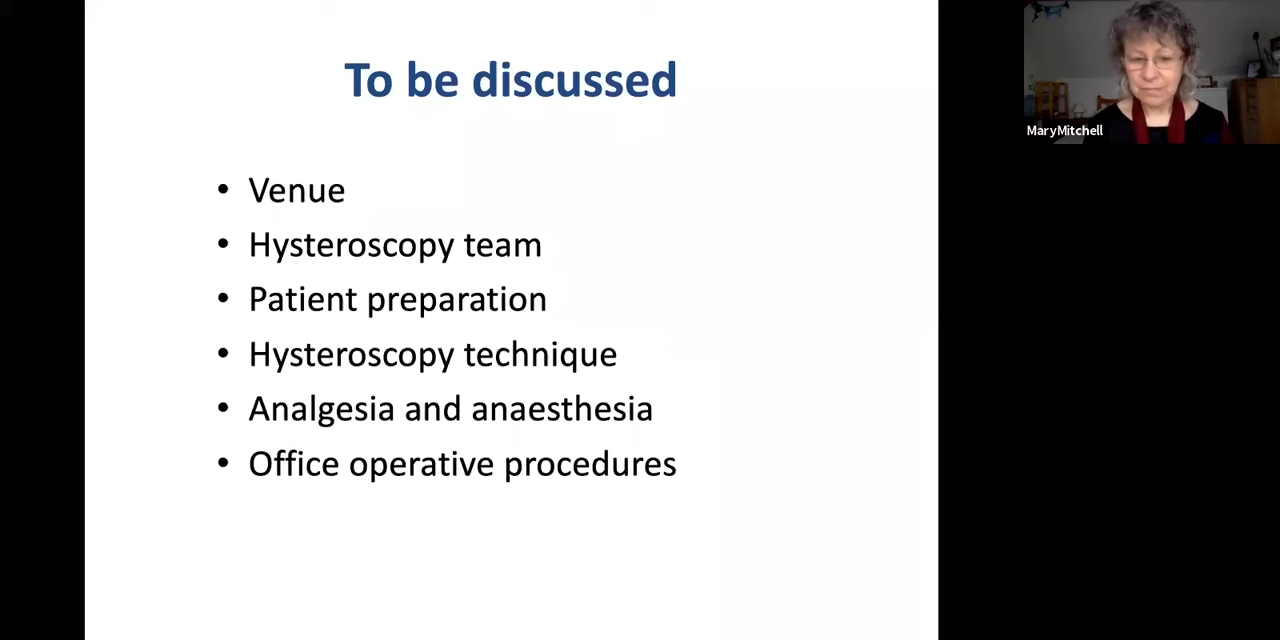 To be discussed
• Venue
• Hysteroscopy team
• Patient preparation
• Hysteroscopy technique
• Analgesia and anaesthesia
• Office operative procedures
MaryMitchell